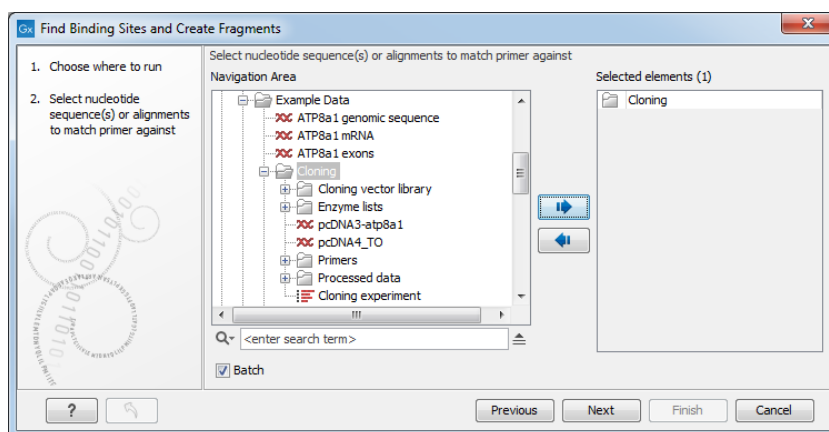 Gx Find Binding Sites and Create Fragments
1. Choose where to run
2. Select nucleotide
sequence(s) or alignments
to match primer against
Select nucleotide sequence(s) or alignments to match primer against
Navigation Area
Example Data
ATP8a1 genomic sequence
ATP8a1 mRNA
ATP8a1 exons
Cloning
Cloning vector library
Enzyme lists
pcDNA3-atp8a1
pcDNA4_TO
Primers
Processed data
Cloning experiment
<enter search term>
Batch
Selected elements (1)
Cloning
?
Previous
Next
Finish
Cancel